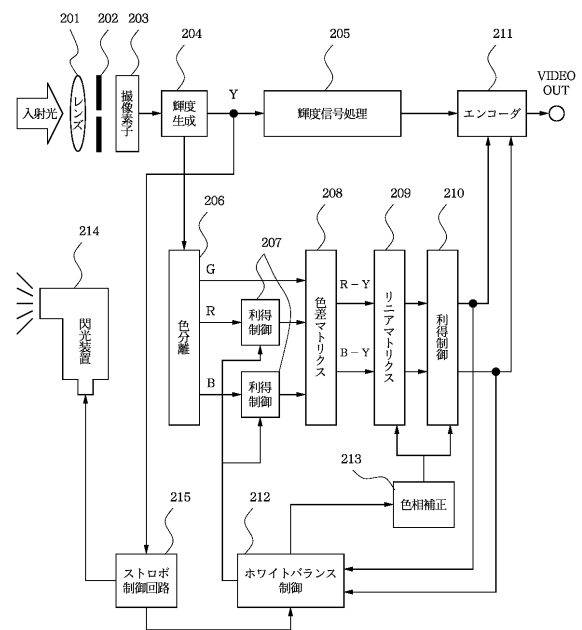 201
202
203
204
205
211
入射光
レンズ
撮像素子
輝度
生成
Y
輝度信号処理
エンコーダ
VIDEO
OUT
214
206
207
208
209
210
閃光装置
色分離
G
R
B
利得
制御
利得
制御
色差マトリクス
R－Y
B－Y
リニアマトリクス
利得制御
213
色相補正
215
ストロボ
制御回路
212
ホワイトバランス
制御